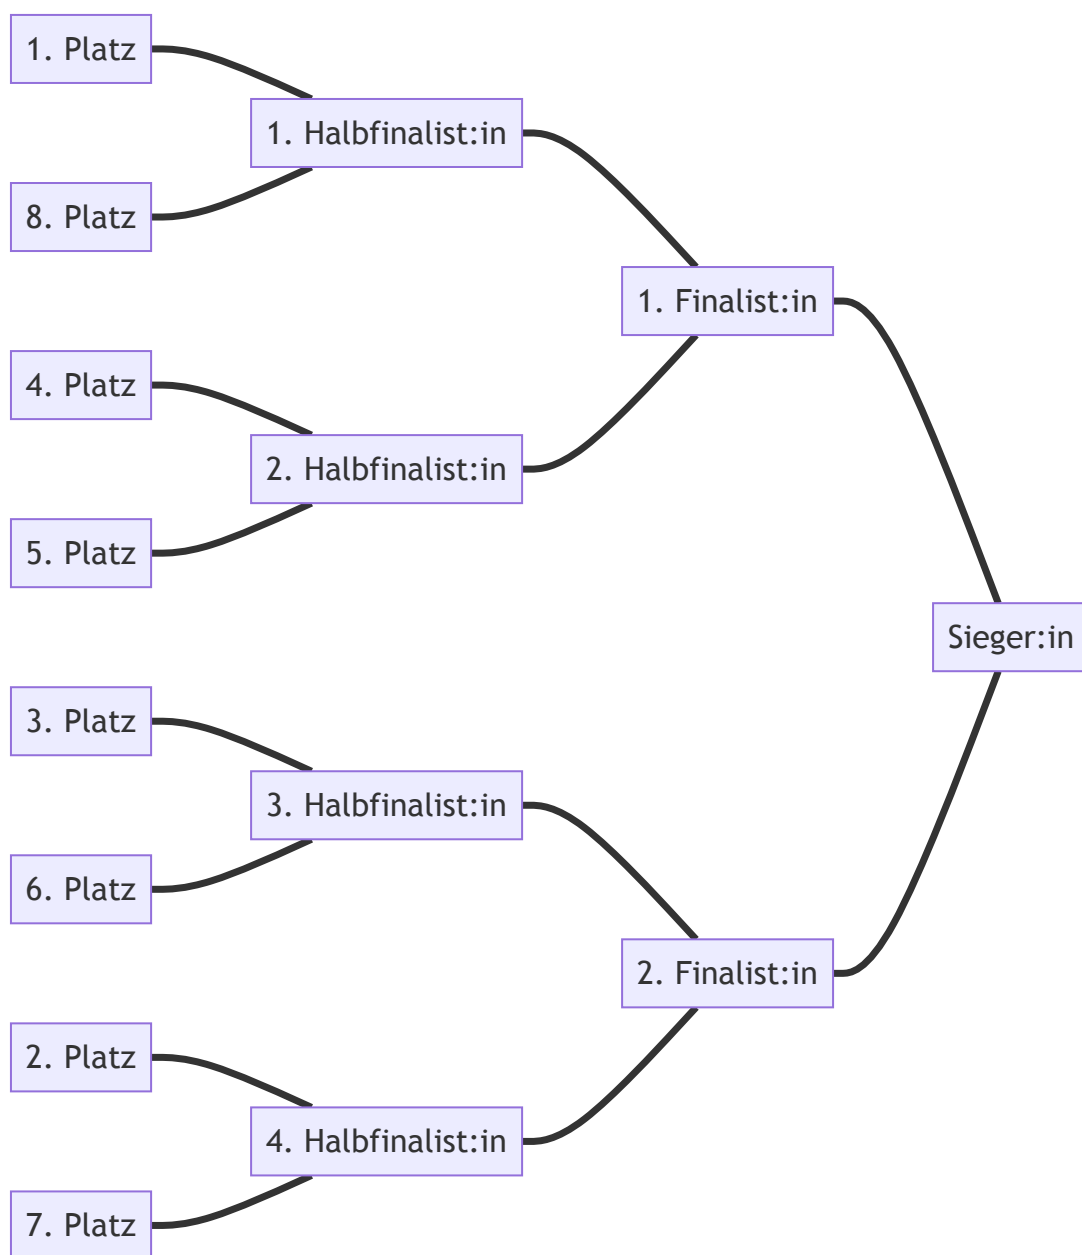 1. Platz
1. Halbfinalist:in
8. Platz
1. Finalist:in
4. Platz
2. Halbfinalist:in
5. Platz
Sieger:in
3. Platz
3. Halbfinalist:in
6. Platz
2. Finalist:in
2. Platz
4. Halbfinalist:in
7. Platz